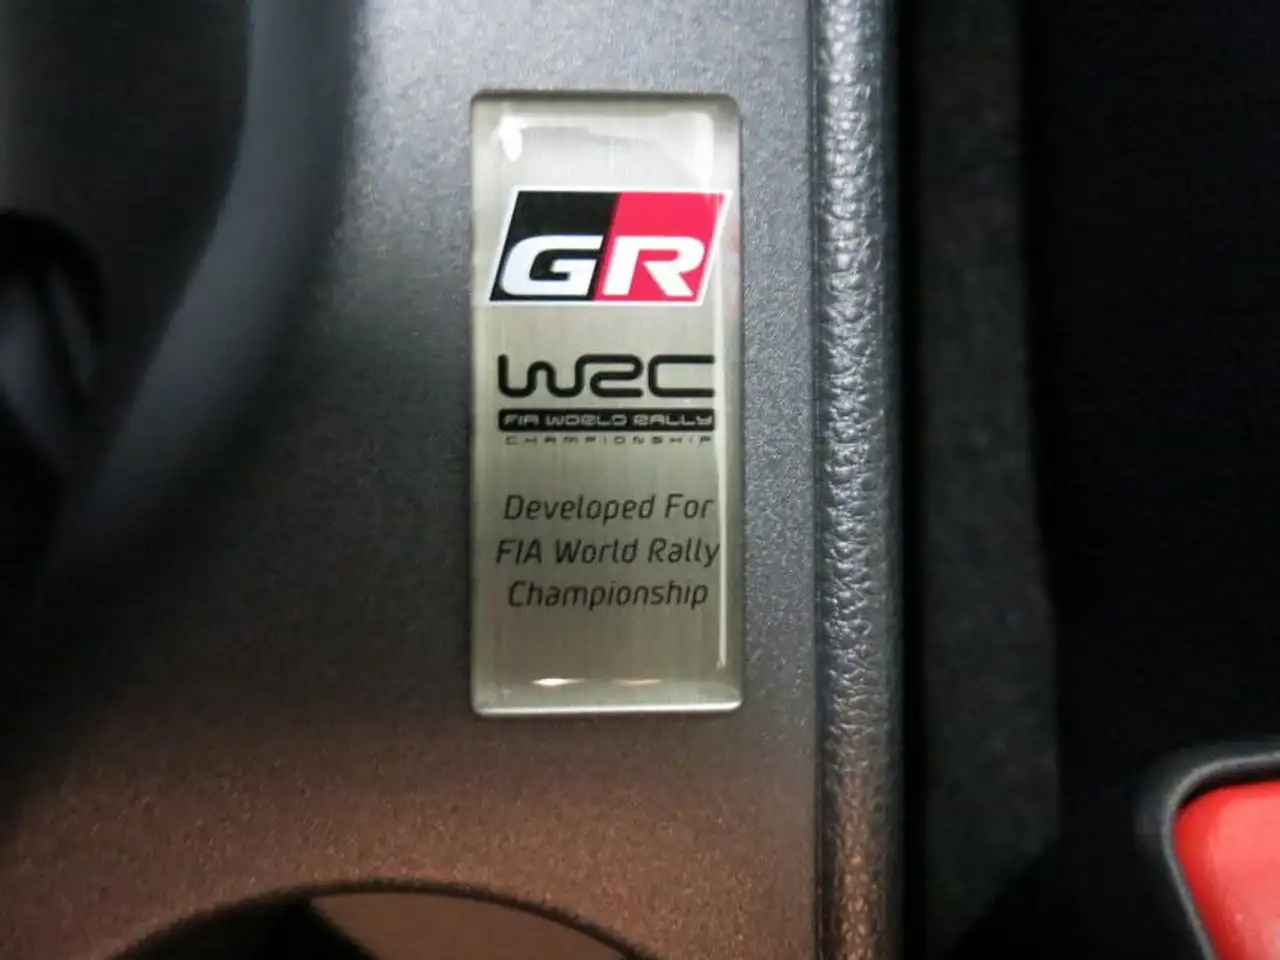 GR
WRC
FIA WORLD RALLY
CHAMPIONSHIP
Developed For
FIA World Rally
Championship